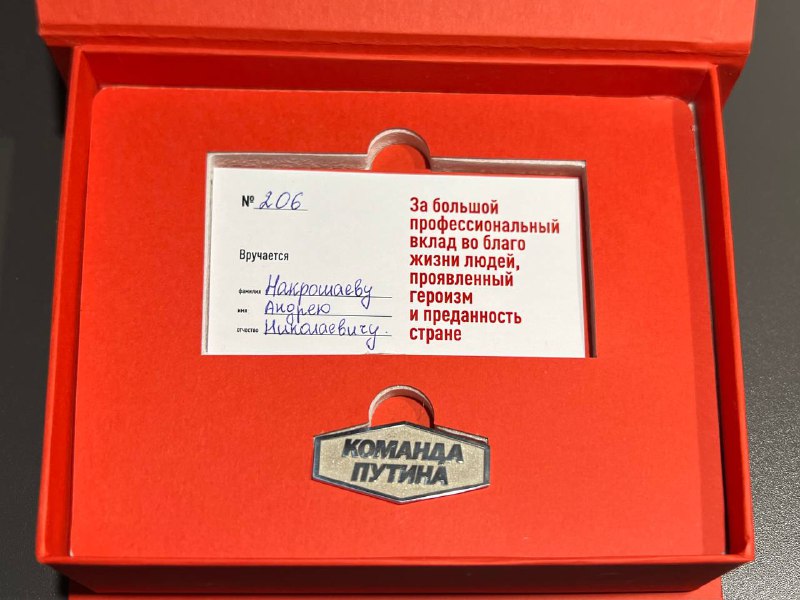 № 206
Вручается
фамилия Накрошаеву
имя Андрею
отчество Николаевичу.
За большой
профессиональный
вклад во благо
жизни людей,
проявленный
героизм
и преданность
стране
КОМАНДА
ПУТИНА